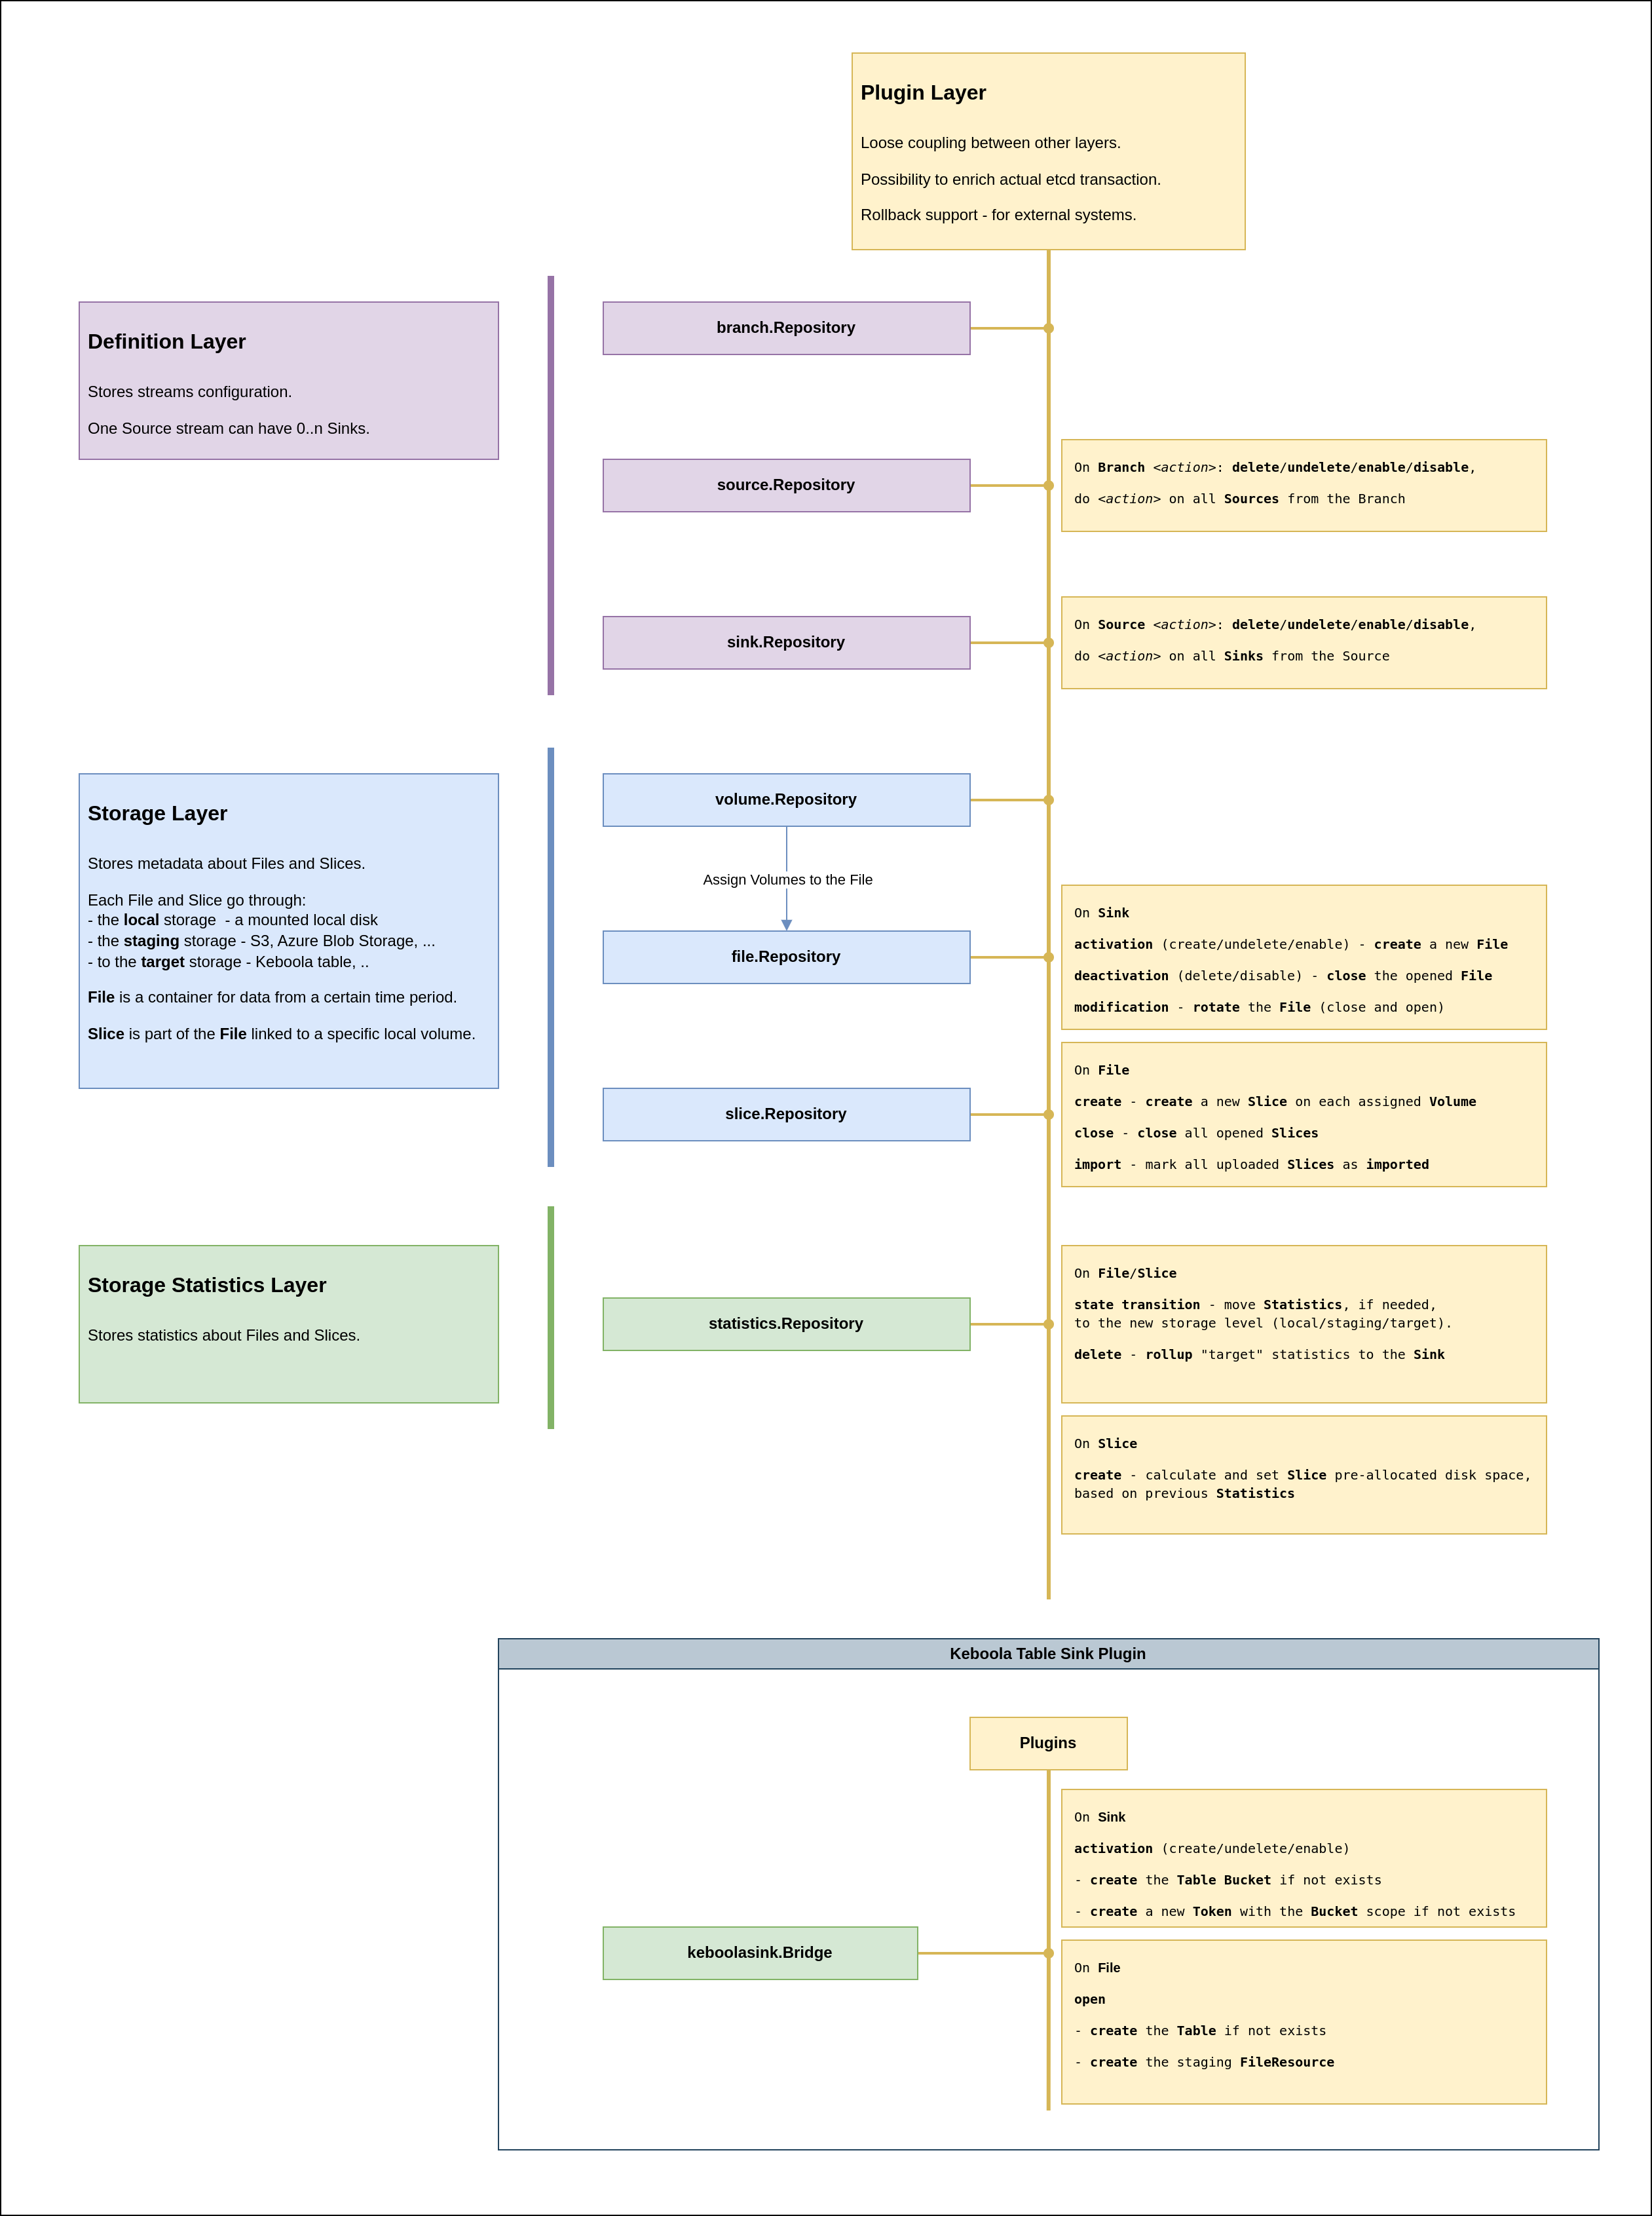 Plugin Layer
Loose coupling between other layers.
Possibility to enrich actual etcd transaction.
Rollback support - for external systems.
Definition Layer
Stores streams configuration.
One Source stream can have 0..n Sinks.
branch.Repository
source.Repository
On Branch <action>: delete/undelete/enable/disable,
do <action> on all Sources from the Branch
sink.Repository
On Source <action>: delete/undelete/enable/disable,
do <action> on all Sinks from the Source
Storage Layer
Stores metadata about Files and Slices.
Each File and Slice go through:
- the local storage  - a mounted local disk
- the staging storage - S3, Azure Blob Storage, ...
- to the target storage - Keboola table, ..
File is a container for data from a certain time period.
Slice is part of the File linked to a specific local volume.
volume.Repository
Assign Volumes to the File
file.Repository
On Sink
activation (create/undelete/enable) - create a new File
deactivation (delete/disable) - close the opened File
modification - rotate the File (close and open)
slice.Repository
On File
create - create a new Slice on each assigned Volume
close - close all opened Slices
import - mark all uploaded Slices as imported
Storage Statistics Layer
Stores statistics about Files and Slices.
statistics.Repository
On File/Slice
state transition - move Statistics, if needed,
to the new storage level (local/staging/target).
delete - rollup "target" statistics to the Sink
On Slice
create - calculate and set Slice pre-allocated disk space,
based on previous Statistics
Keboola Table Sink Plugin
Plugins
On Sink
activation (create/undelete/enable)
- create the Table Bucket if not exists
- create a new Token with the Bucket scope if not exists
keboolasink.Bridge
On File
open
- create the Table if not exists
- create the staging FileResource